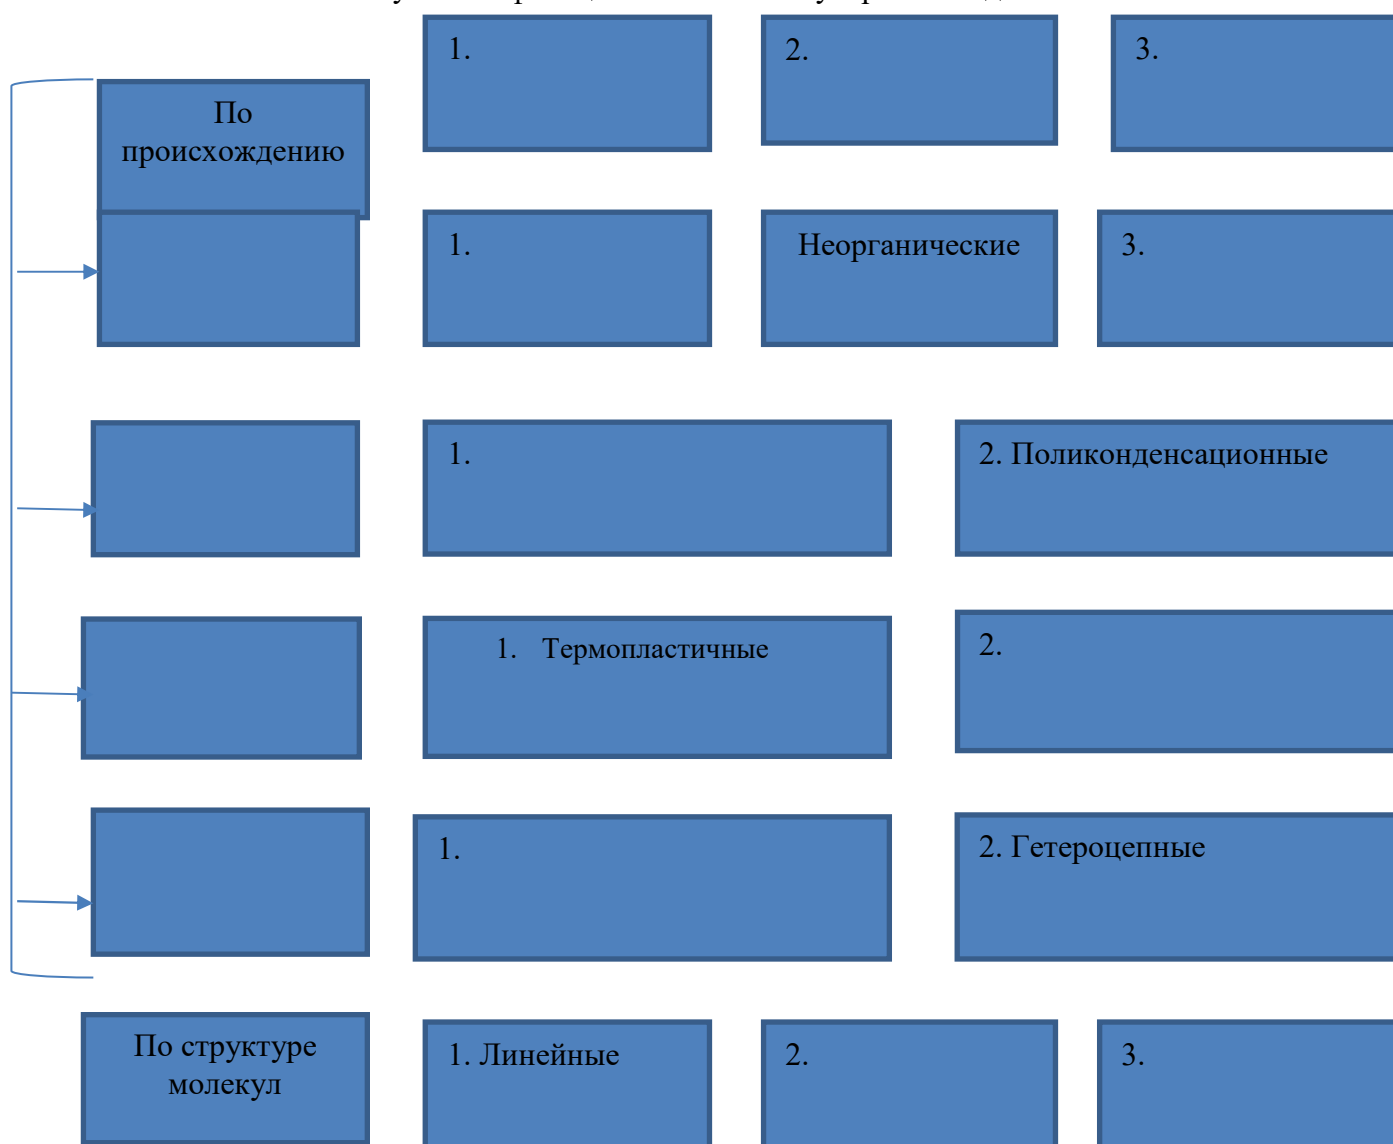 1.
2.
3.
По
происхождению
1.
Неорганические
3.
1.
2. Поликонденсационные
1. Термопластичные
2.
1.
2. Гетероцепные
По структуре
молекул
1. Линейные
2.
3.